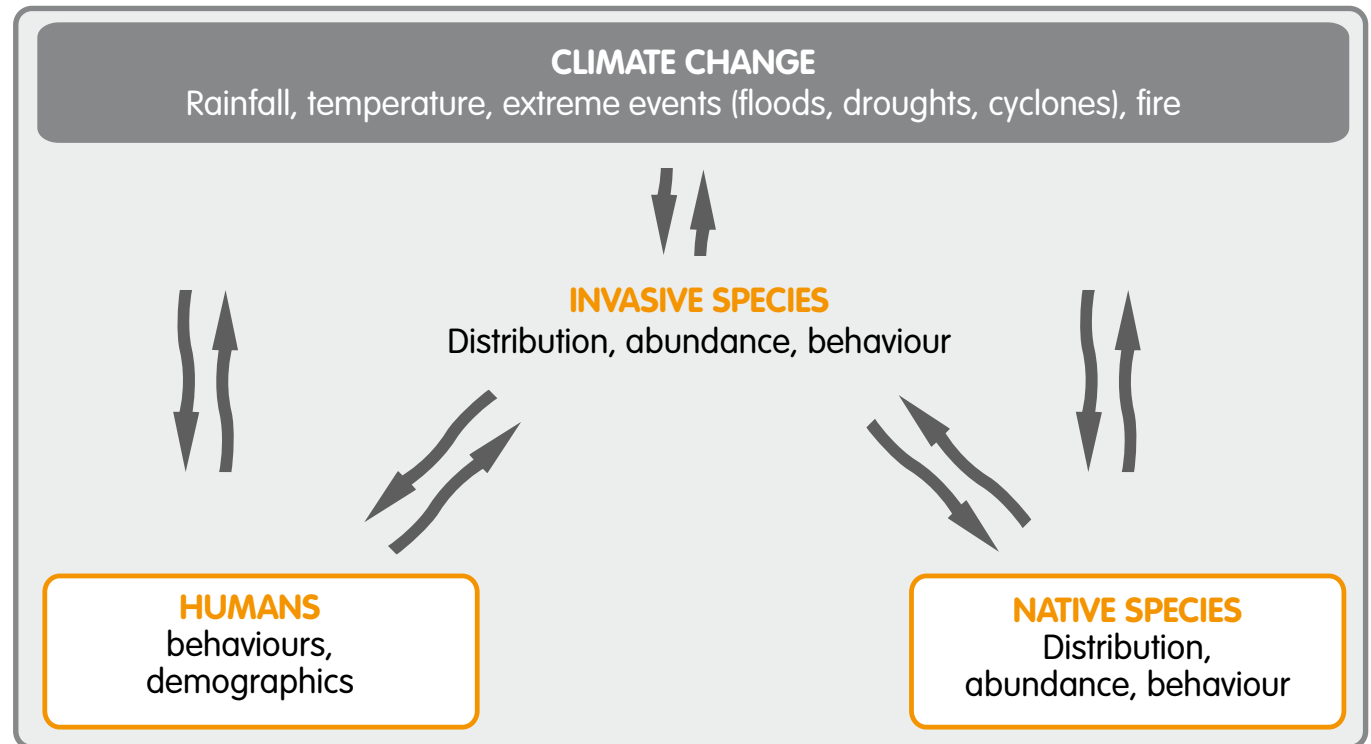 CLIMATE CHANGE
Rainfall, temperature, extreme events (floods, droughts, cyclones), fire
INVASIVE SPECIES
Distribution, abundance, behaviour
HUMANS
behaviours,
demographics
NATIVE SPECIES
Distribution,
abundance, behaviour